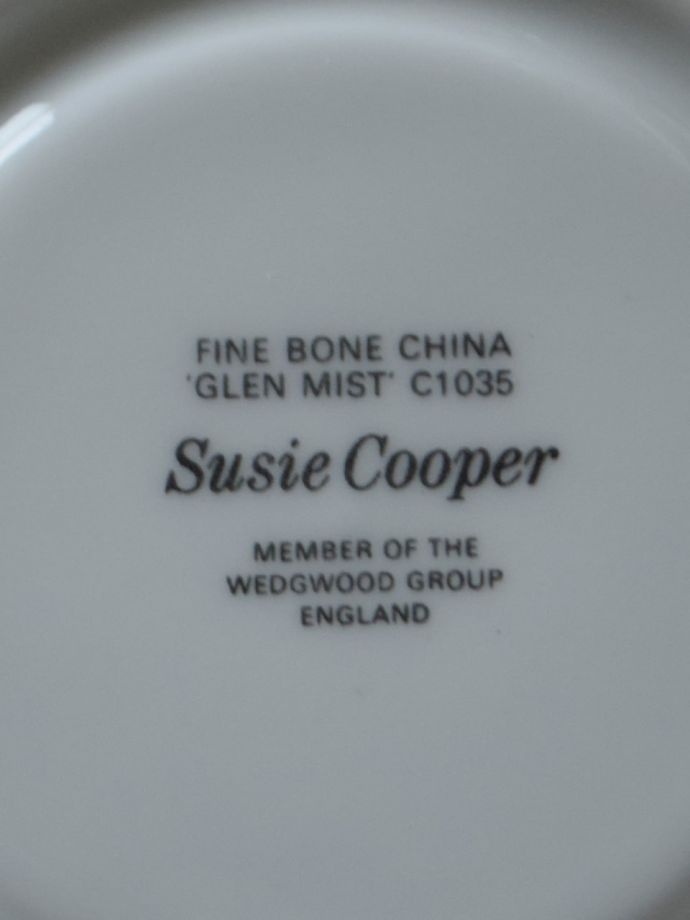 FINE BONE CHINA
'GLEN MIST' C1035
Susie Cooper
MEMBER OF THE
WEDGWOOD GROUP
ENGLAND